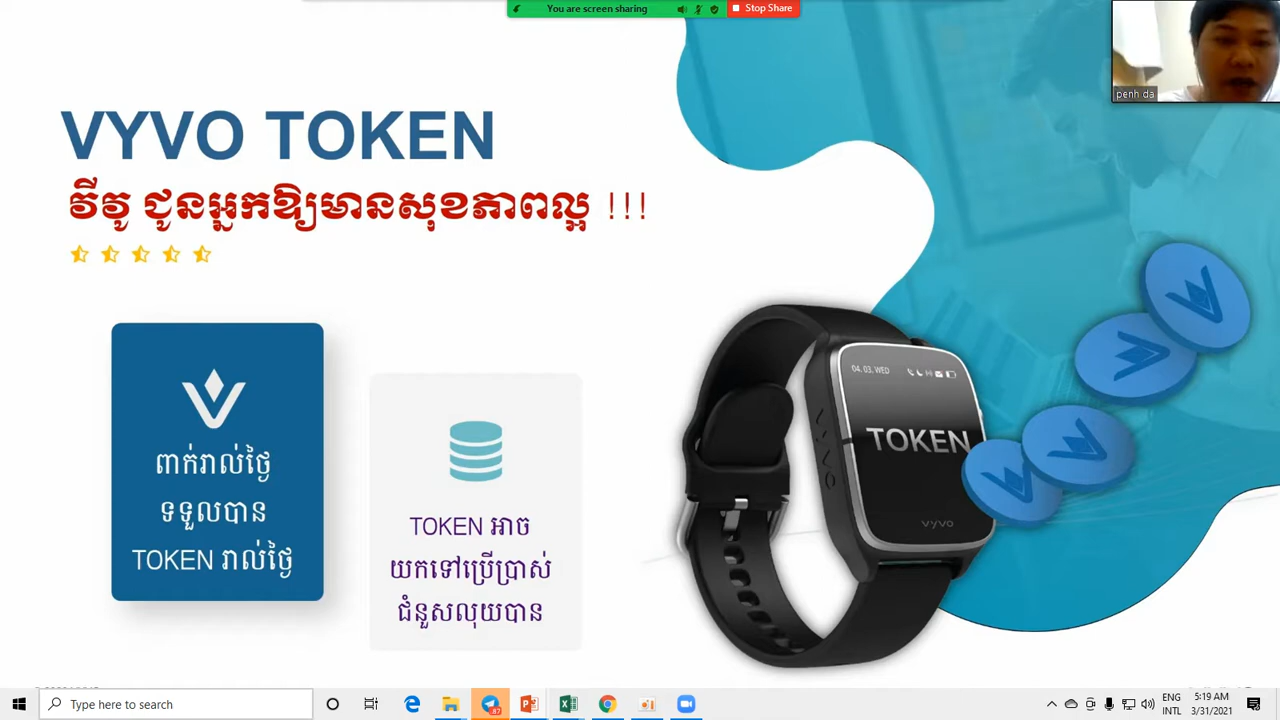 You are screen sharing
Stop Share
penh.da
VYVO TOKEN
វីវូ ជូនអ្នកឱ្យមានសុខភាពល្អ !!!
ពាក់រាល់ថ្ងៃ
ទទួលបាន
TOKEN រាល់ថ្ងៃ
TOKEN អាច
យកទៅប្រើប្រាស់
ជំនួសលុយបាន
04. 03. WED
TOKEN
vyvo
VYVO
Type here to search
87
ENG
INTL
5:19 AM
3/31/2021